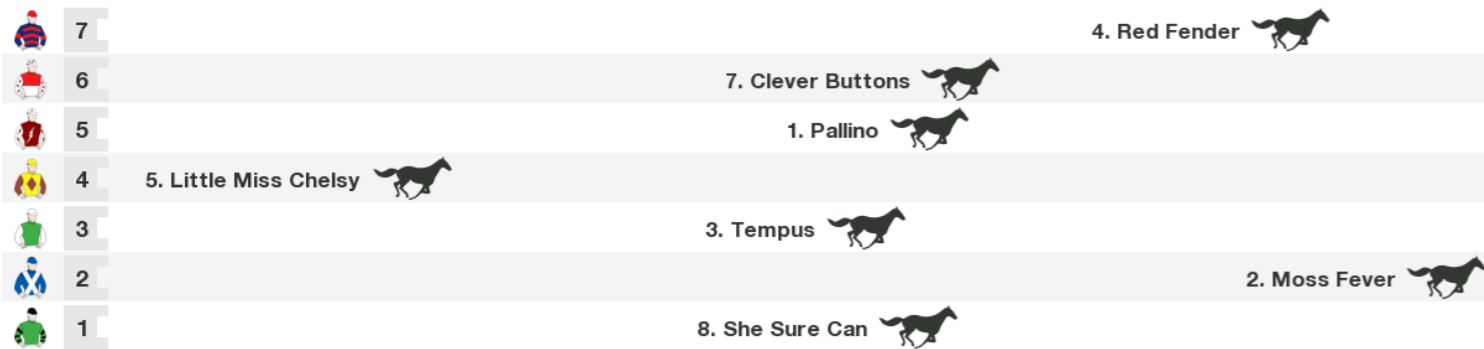 7 4. Red Fender
6 7. Clever Buttons
5 1. Pallino
4 5. Little Miss Chelsy
3 3. Tempus
2 2. Moss Fever
1 8. She Sure Can